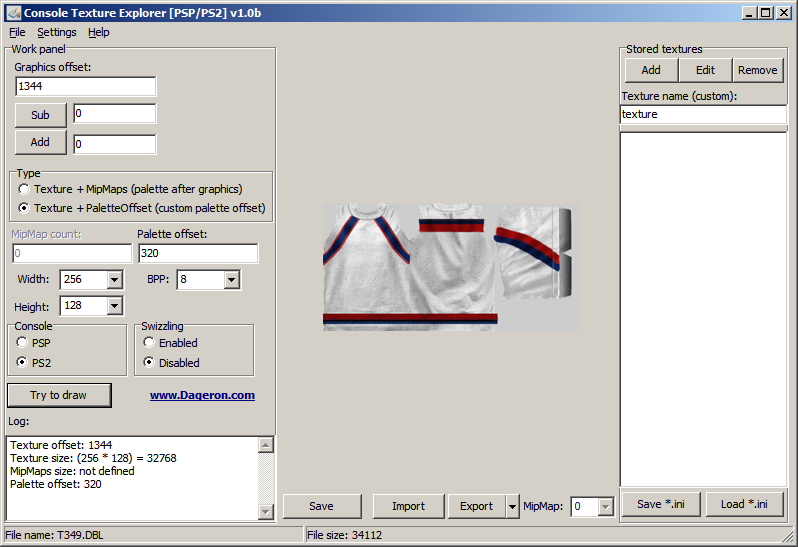 Console Texture Explorer [PSP/PS2] v1.0b
File Settings Help
Work panel
Graphics offset:
1344
Sub 0
Add 0
Type
Texture + MipMaps (palette after graphics)
Texture + PaletteOffset (custom palette offset)
MipMap count: Palette offset:
0 320
Width: 256 BPP: 8
Height: 128
Console Swizzling
PSP Enabled
PS2 Disabled
Try to draw www.Dageron.com
Log:
Texture offset: 1344
Texture size: (256 * 128) = 32768
MipMaps size: not defined
Palette offset: 320
Save Import Export MipMap: 0
Stored textures
Add Edit Remove
Texture name (custom):
texture
Save *.ini Load *.ini
File name: T349.DBL File size: 34112